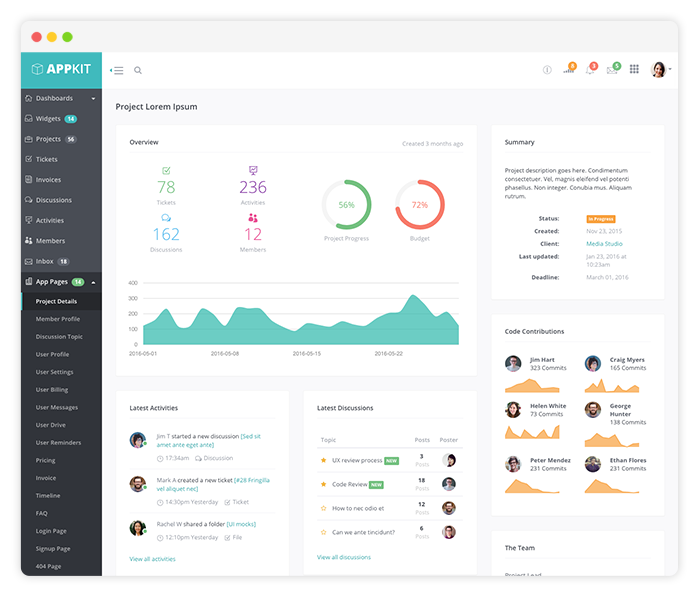 APPKIT
8
3
5
Dashboards
Widgets 14
Projects 56
Tickets
Invoices
Discussions
Activities
Members
Inbox 18
App Pages 14
Project Details
Member Profile
Discussion Topic
User Profile
User Settings
User Billing
User Messages
User Drive
User Reminders
Pricing
Invoice
Timeline
FAQ
Login Page
Signup Page
404 Page
Project Lorem Ipsum
Overview
Created 3 months ago
78
Tickets
236
Activities
162
Discussions
12
Members
56%
Project Progress
72%
Budget
400
300
200
100
0
2016-05-01
2016-05-08
2016-05-15
2016-05-22
Latest Activities
Jim T started a new discussion [Sed sit
amet ante eget ante]
17:34am Discussion
Mark A created a new ticket [#28 Fringilla
vel aliquet nec]
14:30pm Yesterday Ticket
Rachel W shared a folder [UI mocks]
12:10pm Yesterday File
View all activities
Latest Discussions
Topic Posts Poster
UX review process NEW 3
Posts
Code Review NEW 18
Posts
How to nec odio et 12
Posts
Can we ante tincidunt? 6
Posts
View all discussions
Summary
Project description goes here. Condimentum
consectetuer. Vel, magnis eleifend vel potenti
phasellus. Non integer. Conubia mus. Aliquam
rutrum.
Status: In Progress
Created: Nov 23, 2015
Client: Media Studio
Last updated: Jan 23, 2016 at
10:23am
Deadline: March 01, 2016
Code Contributions
Jim Hart
323 Commits
Craig Myers
165 Commits
Helen White
73 Commits
George
Hunter
138 Commits
Peter Mendez
231 Commits
Ethan Flores
231 Commits
The Team
Project Lead